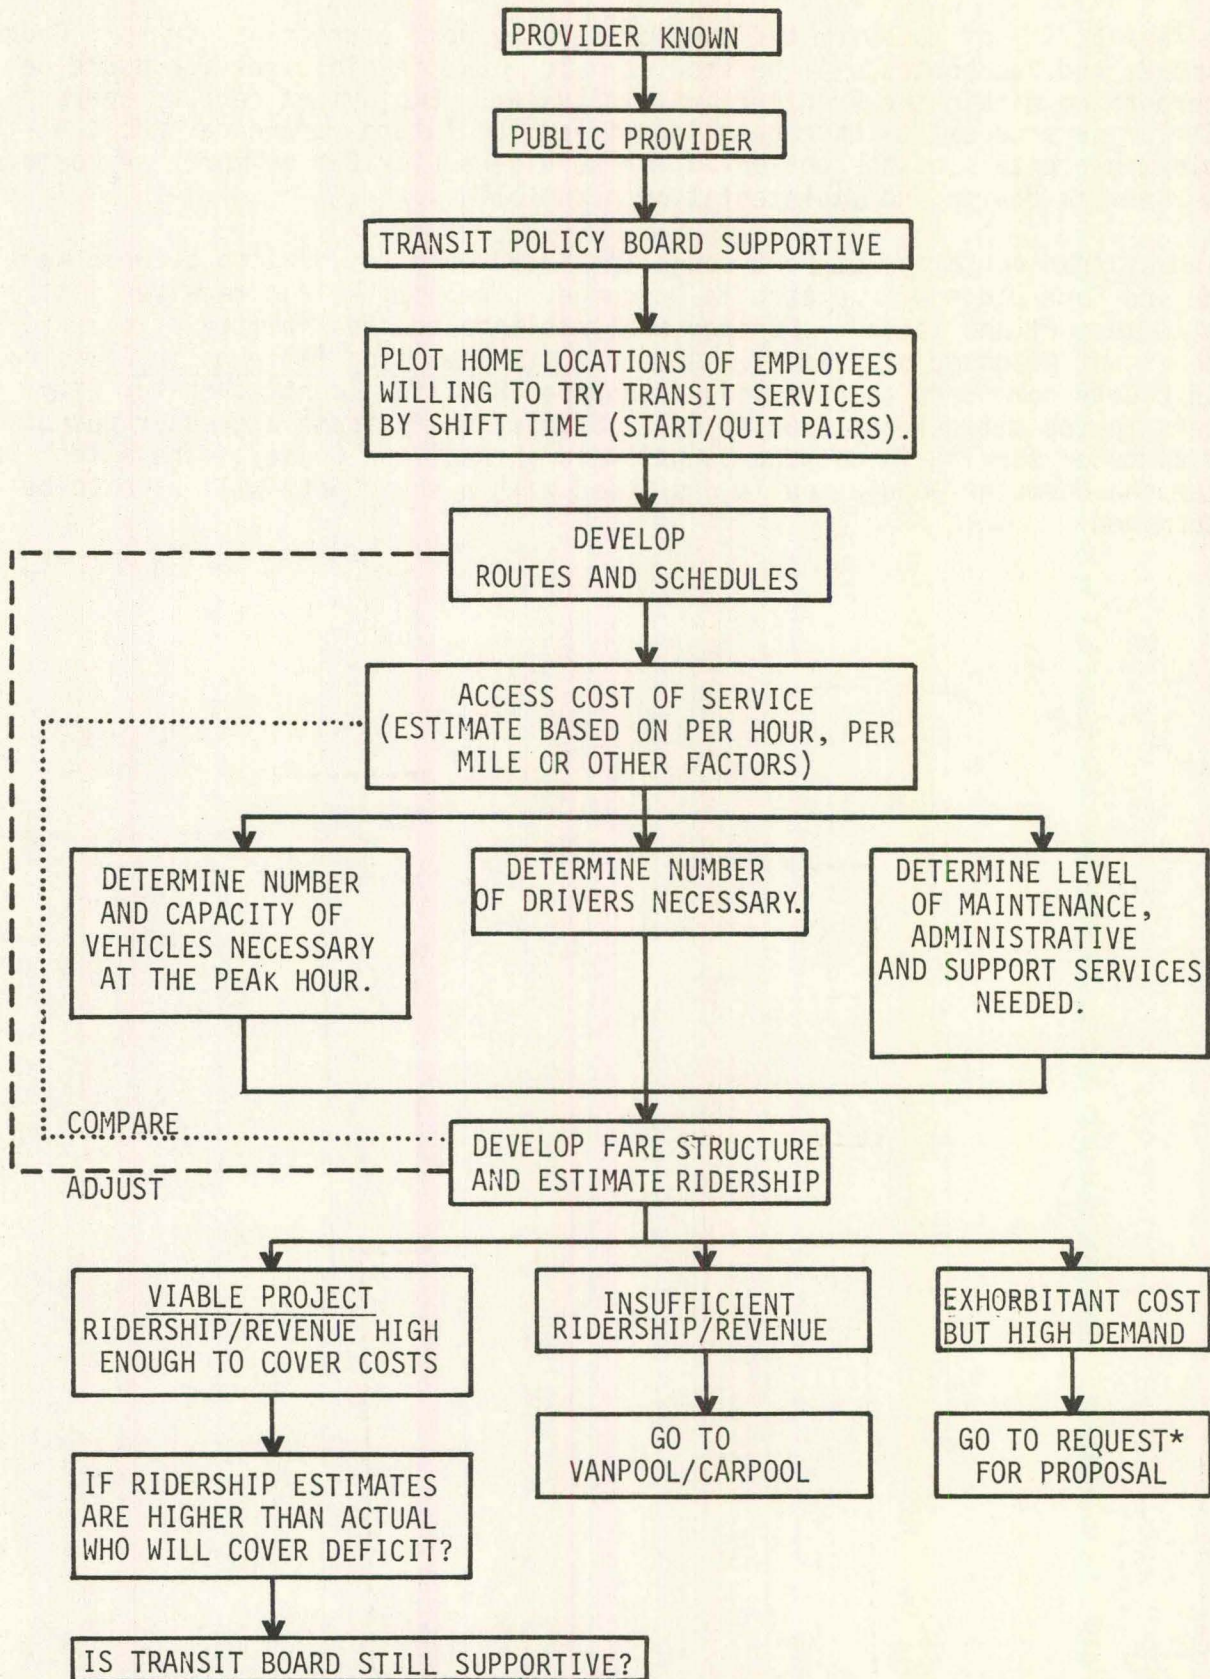 PROVIDER KNOWN
PUBLIC PROVIDER
TRANSIT POLICY BOARD SUPPORTIVE
PLOT HOME LOCATIONS OF EMPLOYEES
WILLING TO TRY TRANSIT SERVICES
BY SHIFT TIME (START/QUIT PAIRS).
DEVELOP
ROUTES AND SCHEDULES
ACCESS COST OF SERVICE
(ESTIMATE BASED ON PER HOUR, PER
MILE OR OTHER FACTORS)
DETERMINE NUMBER
AND CAPACITY OF
VEHICLES NECESSARY
AT THE PEAK HOUR.
DETERMINE NUMBER
OF DRIVERS NECESSARY.
DETERMINE LEVEL
OF MAINTENANCE,
ADMINISTRATIVE
AND SUPPORT SERVICES
NEEDED.
COMPARE
ADJUST
DEVELOP FARE STRUCTURE
AND ESTIMATE RIDERSHIP
VIABLE PROJECT
RIDERSHIP/REVENUE HIGH
ENOUGH TO COVER COSTS
INSUFFICIENT
RIDERSHIP/REVENUE
EXHORBITANT COST
BUT HIGH DEMAND
IF RIDERSHIP ESTIMATES
ARE HIGHER THAN ACTUAL
WHO WILL COVER DEFICIT?
GO TO
VANPOOL/CARPOOL
GO TO REQUEST*
FOR PROPOSAL
IS TRANSIT BOARD STILL SUPPORTIVE?